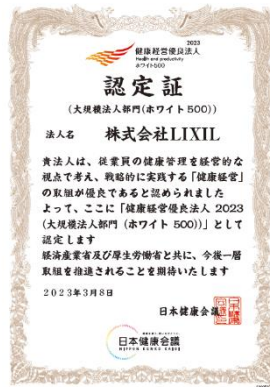 2023
健康経営優良法人
Health and productivity
ホワイト500
認定証
(大規模法人部門(ホワイト500))
法人名 株式会社LIXIL
貴法人は、従業員の健康管理を経営的な
視点で考え、戦略的に実践する「健康経営」
の取組が優良であると認められました
よって、ここに「健康経営優良法人 2023
(大規模法人部門 (ホワイト 500))」として
認定します
経済産業省及び厚生労働省と共に、今後一層
取組を推進されることを期待いたします
2023年3月8日
日本健康会議
日本健康会議
NIPPON KENKO KAIGI